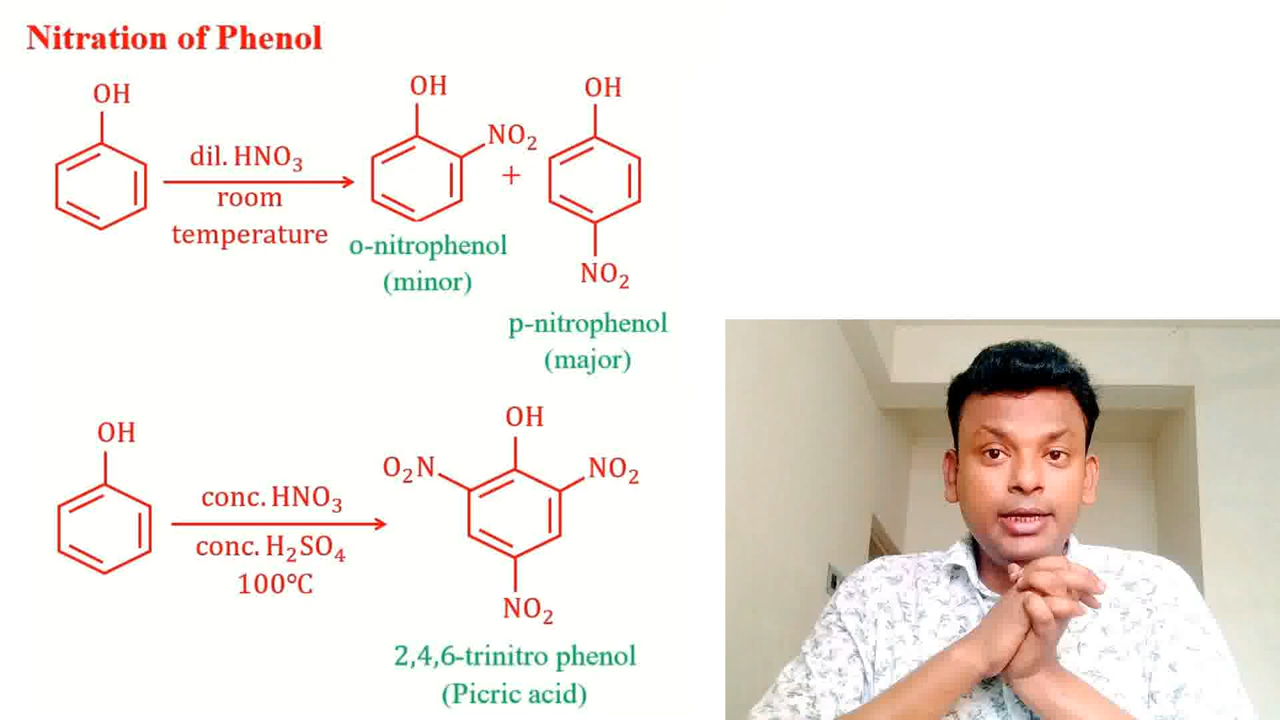 Nitration of Phenol
OH
dil. HNO₃
room
temperature
OH
NO₂
+
o-nitrophenol
(minor)
OH
NO₂
p-nitrophenol
(major)
OH
conc. HNO₃
conc. H₂SO₄
100°C
OH
O₂N
NO₂
NO₂
2,4,6-trinitro phenol
(Picric acid)